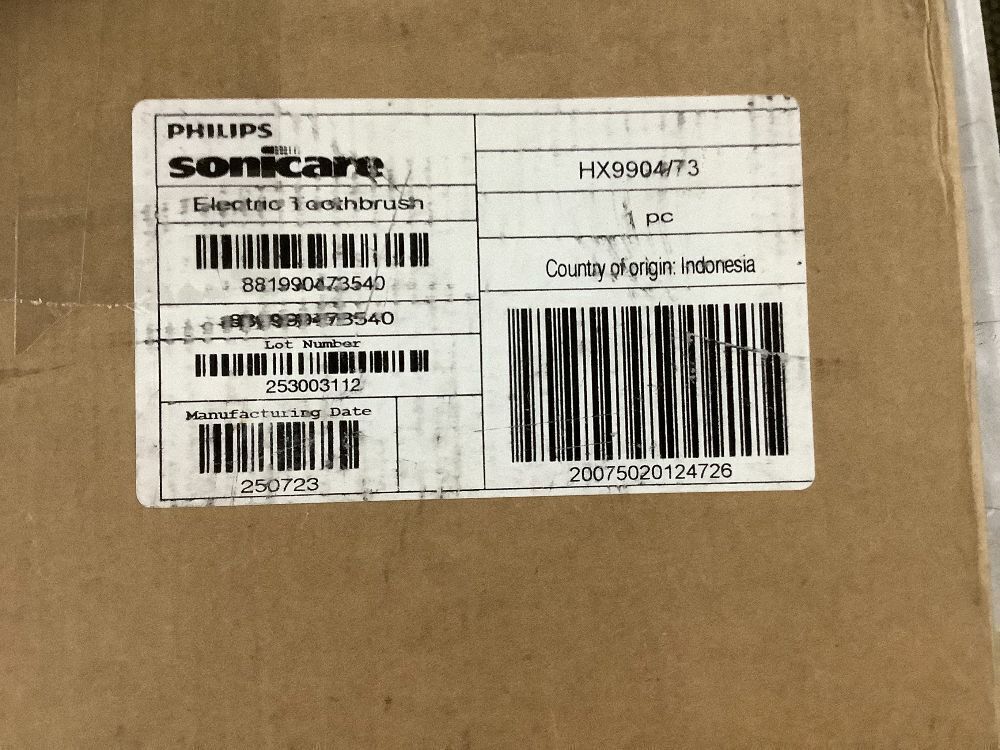 PHILIPS
sonicare
Electric Toothbrush
881990473540
Lot Number
253003112
Manufacturing Date
250723
HX9904/73
1 pc
Country of origin: Indonesia
20075020124726